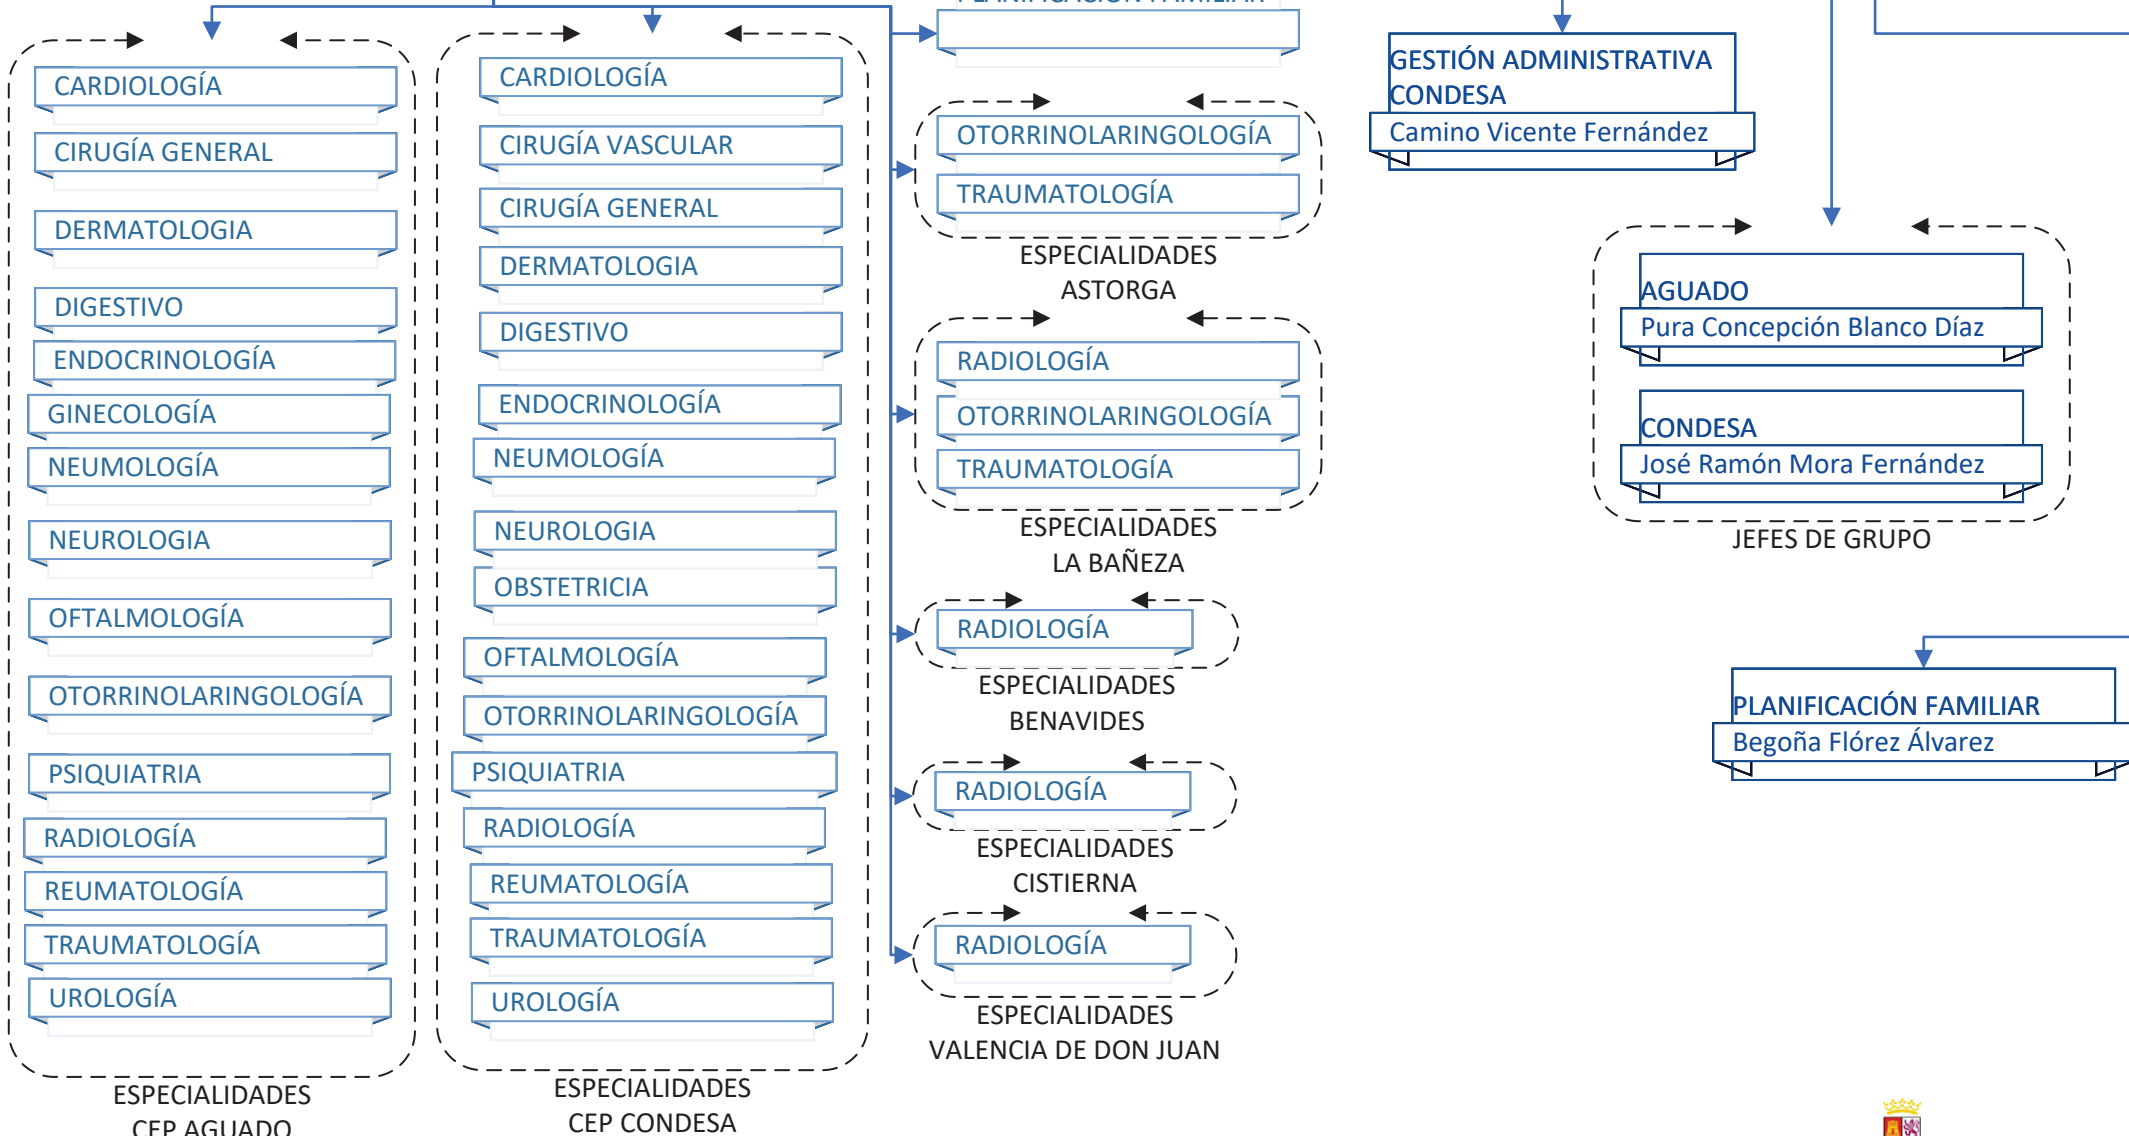 CARDIOLOGÍA
CIRUGÍA GENERAL
DERMATOLOGIA
DIGESTIVO
ENDOCRINOLOGÍA
GINECOLOGÍA
NEUMOLOGÍA
NEUROLOGIA
OFTALMOLOGÍA
OTORRINOLARINGOLOGÍA
PSIQUIATRIA
RADIOLOGÍA
REUMATOLOGÍA
TRAUMATOLOGÍA
UROLOGÍA
ESPECIALIDADES
CEP AGUADO
CARDIOLOGÍA
CIRUGÍA VASCULAR
CIRUGÍA GENERAL
DERMATOLOGIA
DIGESTIVO
ENDOCRINOLOGÍA
NEUMOLOGÍA
NEUROLOGIA
OBSTETRICIA
OFTALMOLOGÍA
OTORRINOLARINGOLOGÍA
PSIQUIATRIA
RADIOLOGÍA
REUMATOLOGÍA
TRAUMATOLOGÍA
UROLOGÍA
ESPECIALIDADES
CEP CONDESA
PLANIFICACIÓN FAMILIAR
OTORRINOLARINGOLOGÍA
TRAUMATOLOGÍA
ESPECIALIDADES
ASTORGA
RADIOLOGÍA
OTORRINOLARINGOLOGÍA
TRAUMATOLOGÍA
ESPECIALIDADES
LA BAÑEZA
RADIOLOGÍA
ESPECIALIDADES
BENAVIDES
RADIOLOGÍA
ESPECIALIDADES
CISTIERNA
RADIOLOGÍA
ESPECIALIDADES
VALENCIA DE DON JUAN
GESTIÓN ADMINISTRATIVA
CONDESA
Camino Vicente Fernández
AGUADO
Pura Concepción Blanco Díaz
CONDESA
José Ramón Mora Fernández
JEFES DE GRUPO
PLANIFICACIÓN FAMILIAR
Begoña Flórez Álvarez